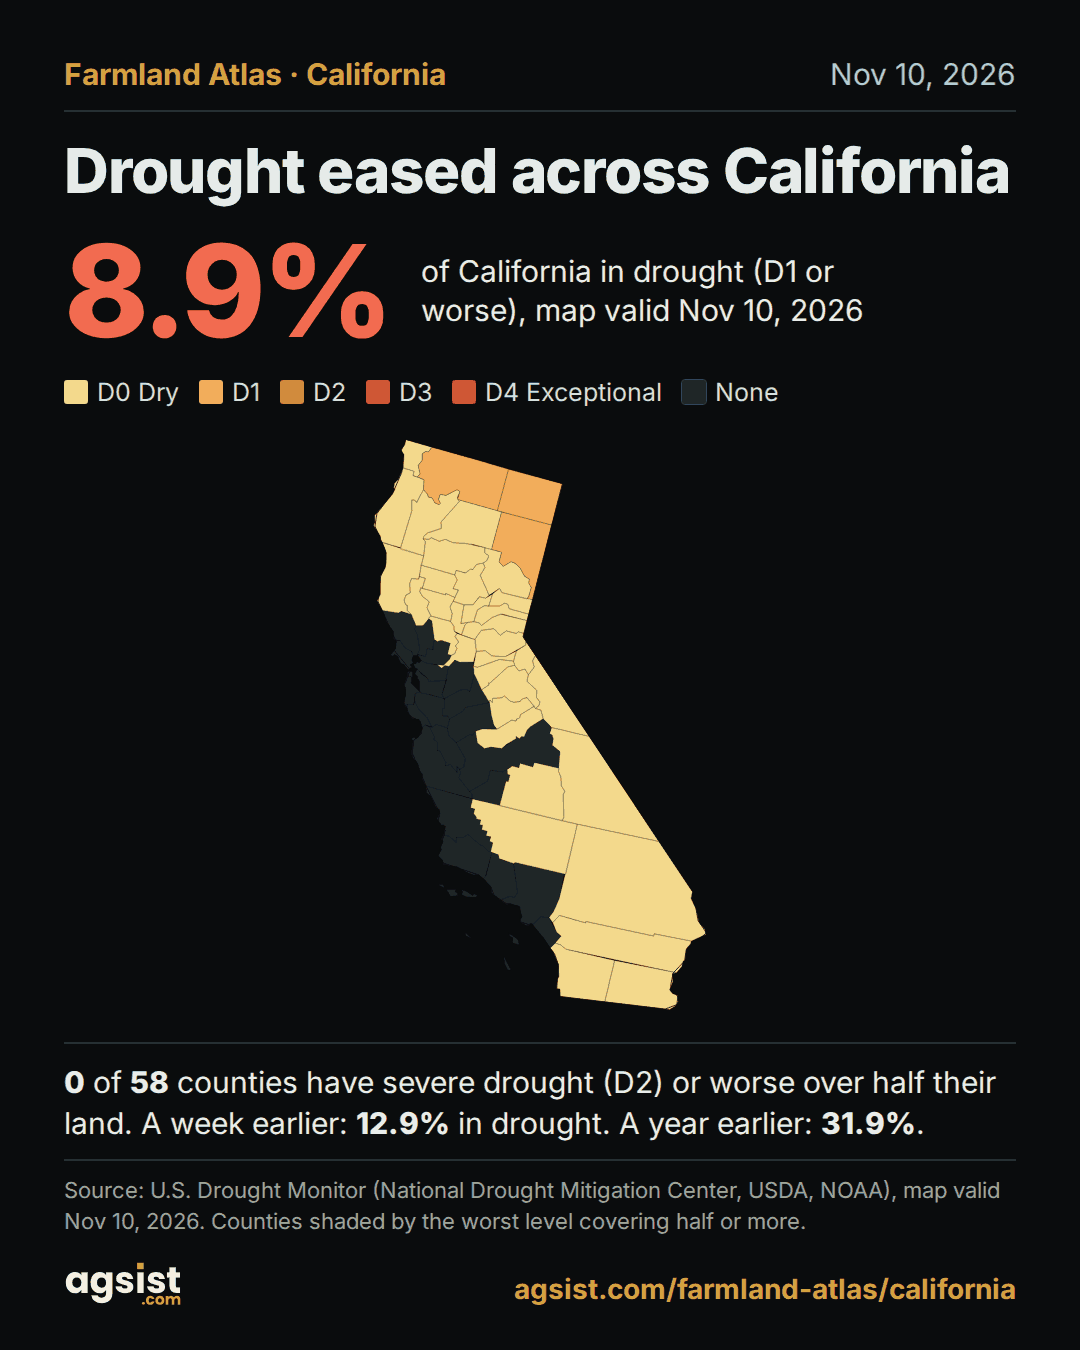 Farmland Atlas · California
Nov 10, 2026
Drought eased across California
8.9%
of California in drought (D1 or
worse), map valid Nov 10, 2026
D0 Dry
D1
D2
D3
D4 Exceptional
None
0 of 58 counties have severe drought (D2) or worse over half their
land. A week earlier: 12.9% in drought. A year earlier: 31.9%.
Source: U.S. Drought Monitor (National Drought Mitigation Center, USDA, NOAA), map valid
Nov 10, 2026. Counties shaded by the worst level covering half or more.
agsist
.com
agsist.com/farmland-atlas/california